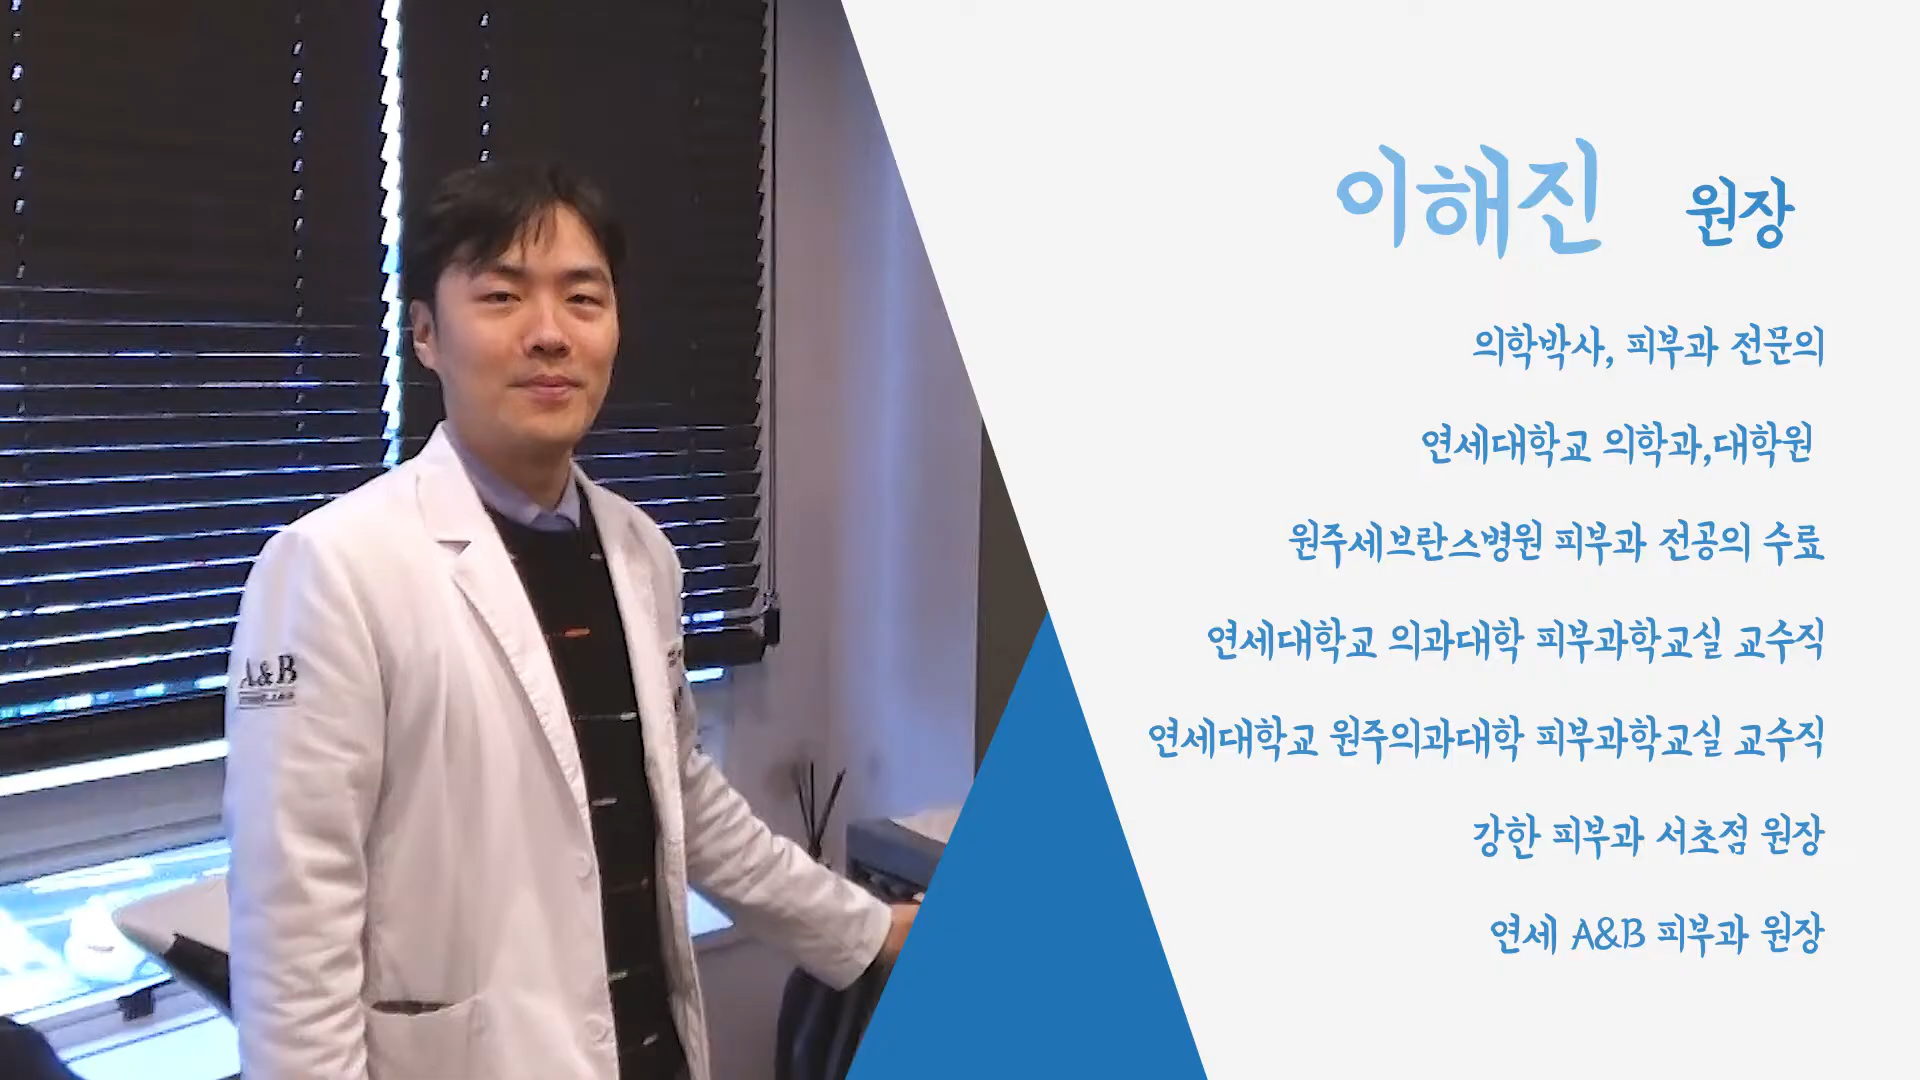 이해진 원장
의학박사, 피부과 전문의
연세대학교 의학과,대학원
원주세브란스병원 피부과 전공의 수료
연세대학교 의과대학 피부과학교실 교수직
연세대학교 원주의과대학 피부과학교실 교수직
강한 피부과 서초점 원장
연세 A&B 피부과 원장
A&B